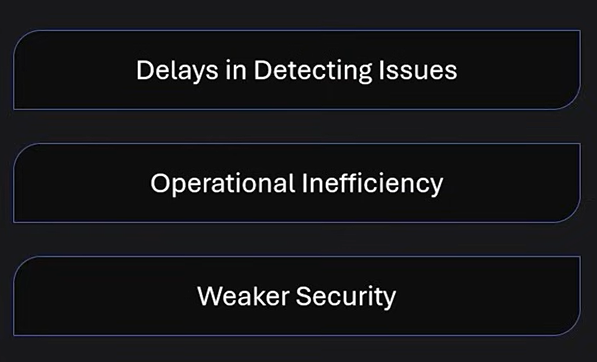 Delays in Detecting Issues
Operational Inefficiency
Weaker Security